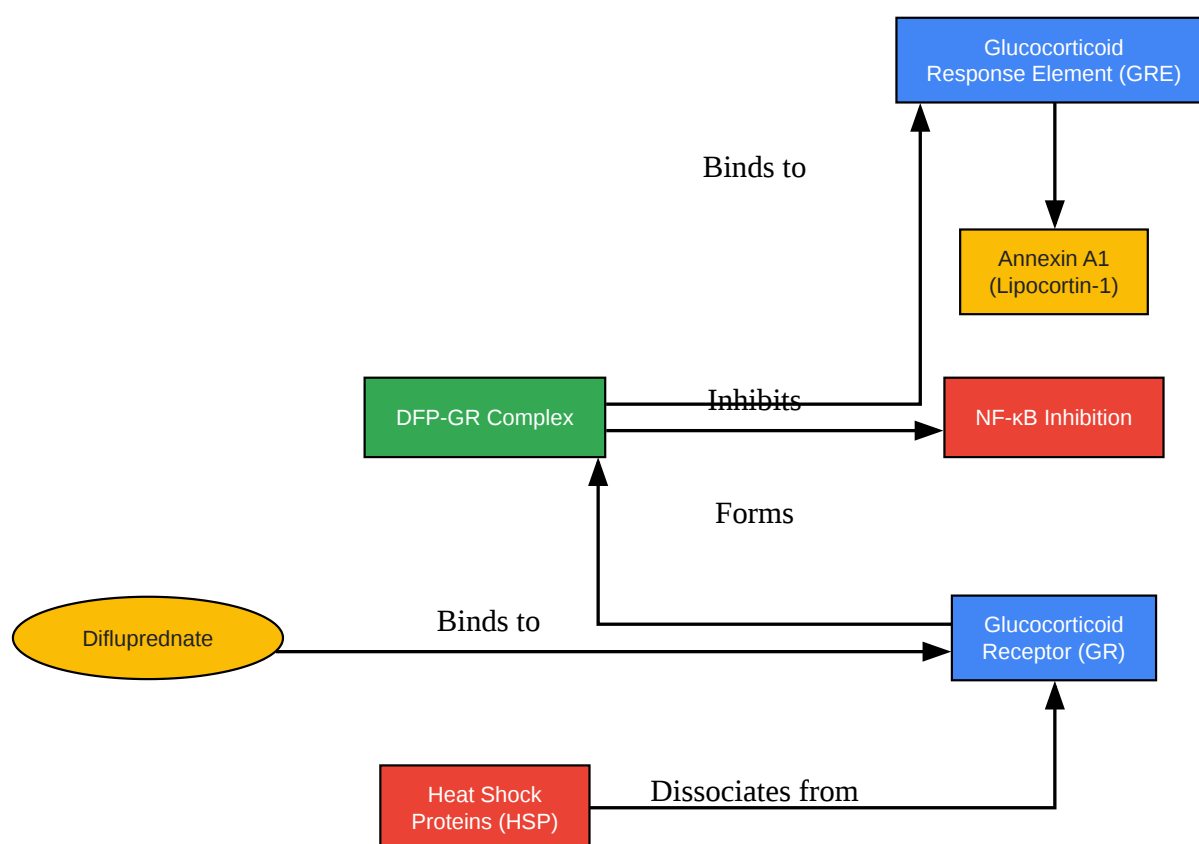 Glucocorticoid
Response Element (GRE)
Binds to
Annexin A1
(Lipocortin-1)
DFP-GR Complex
Inhibits
NF-κB Inhibition
Forms
Difluprednate
Binds to
Glucocorticoid
Receptor (GR)
Heat Shock
Proteins (HSP)
Dissociates from